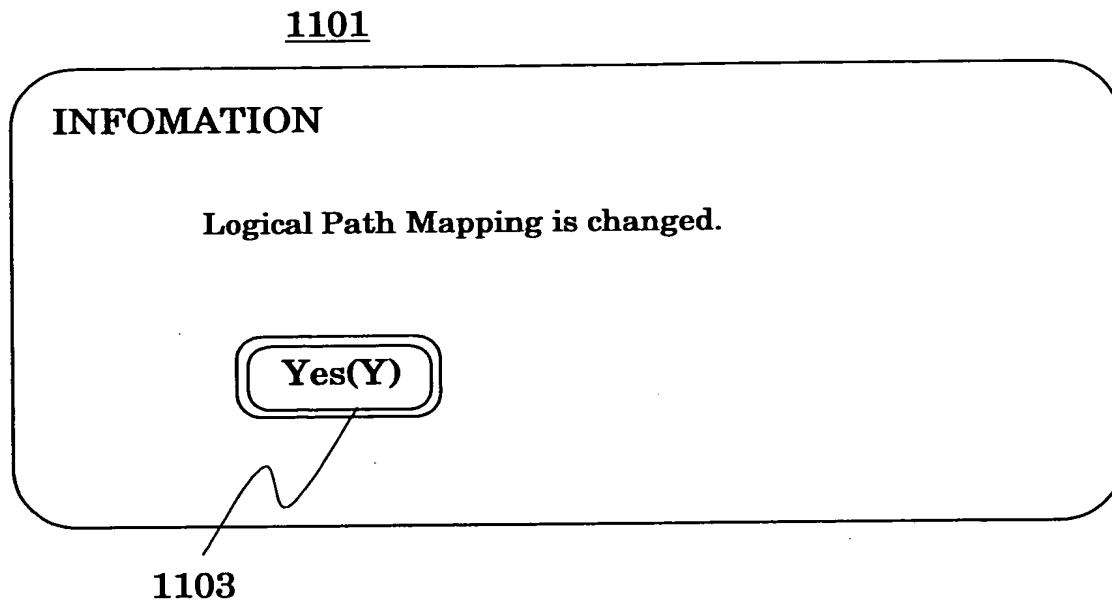 1101
INFOMATION
Logical Path Mapping is changed.
Yes(Y)
1103